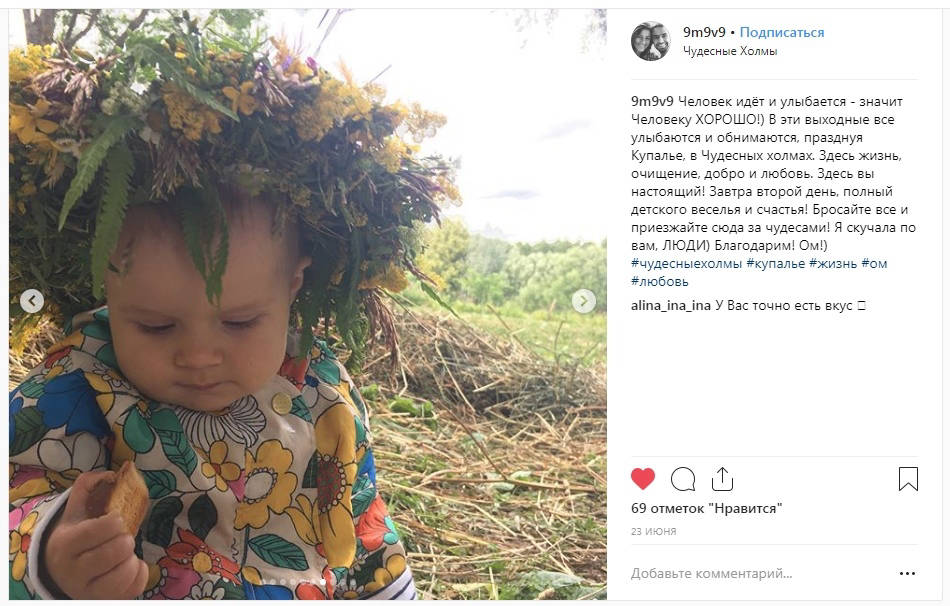 9m9v9 • Подписаться
Чудесные Холмы
9m9v9 Человек идёт и улыбается - значит
Человеку ХОРОШО!) В эти выходные все
улыбаются и обнимаются, празднуя
Купалье, в Чудесных холмах. Здесь жизнь,
очищение, добро и любовь. Здесь вы
настоящий! Завтра второй день, полный
детского веселья и счастья! Бросайте все и
приезжайте сюда за чудесами! Я скучала по
вам, ЛЮДИ) Благодарим! Ом!)
#чудесныехолмы #купалье #жизнь #ом
#любовь
alina_ina_ina У Вас точно есть вкус
69 отметок "Нравится"
23 ИЮНЯ
Добавьте комментарий...